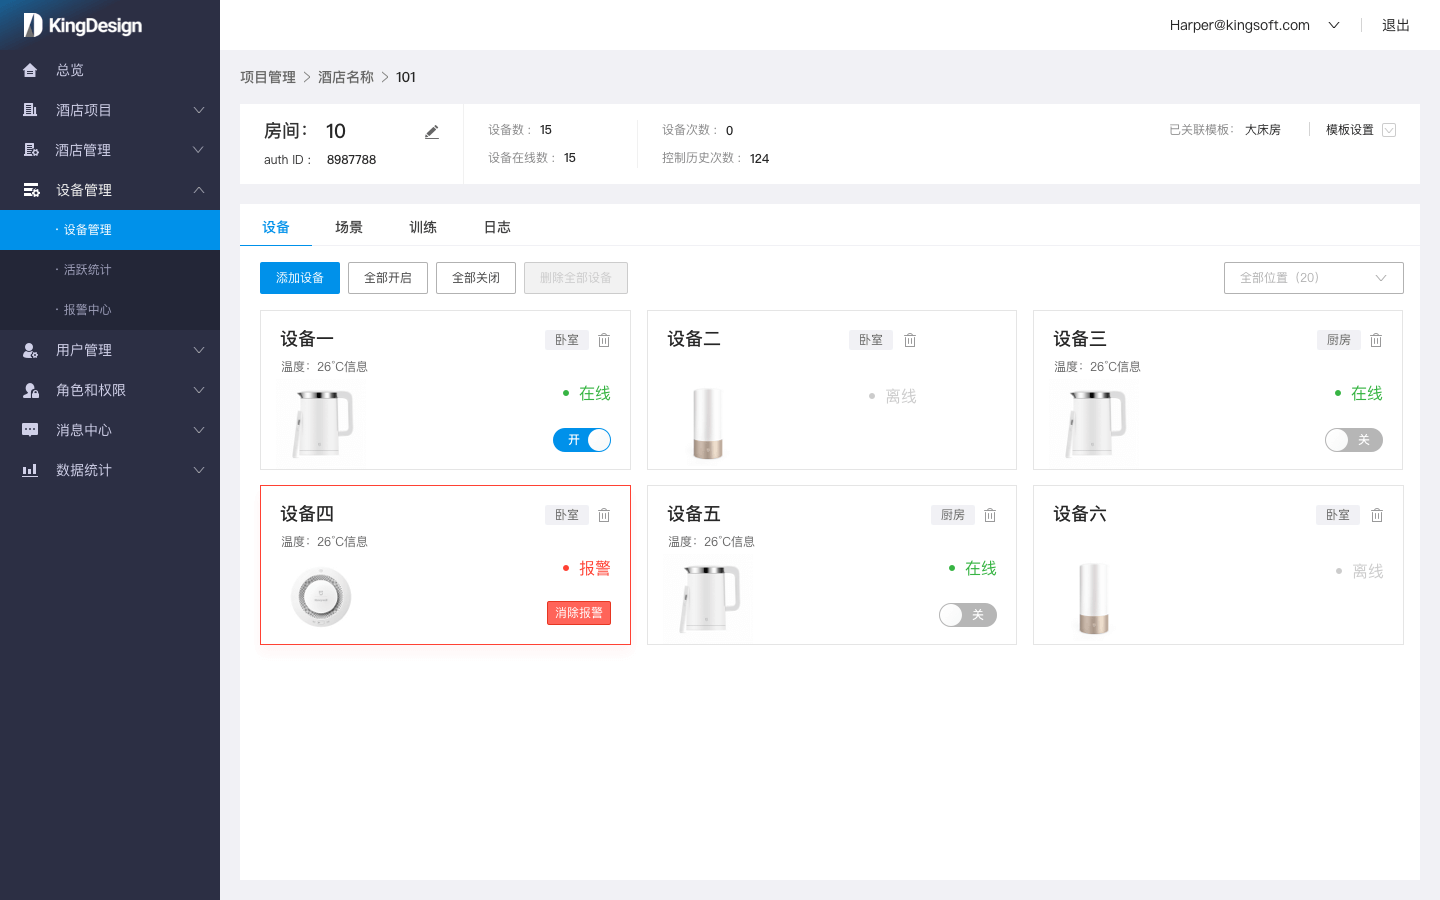 KingDesign
Harper@kingsoft.com 退出
总览
酒店项目
酒店管理
设备管理
· 设备管理
· 活跃统计
· 报警中心
用户管理
角色和权限
消息中心
数据统计
项目管理 > 酒店名称 > 101
房间： 10
auth ID： 8987788
设备数： 15
设备在线数： 15
设备次数： 0
控制历史次数： 124
已关联模板： 大床房
模板设置
设备 场景 训练 日志
添加设备 全部开启 全部关闭 删除全部设备
全部位置（20）
设备一 卧室
温度：26°C信息
在线
开
设备二 卧室
离线
设备三 厨房
温度：26°C信息
在线
关
设备四 卧室
温度：26°C信息
报警
消除报警
设备五 厨房
温度：26°C信息
在线
关
设备六 卧室
离线